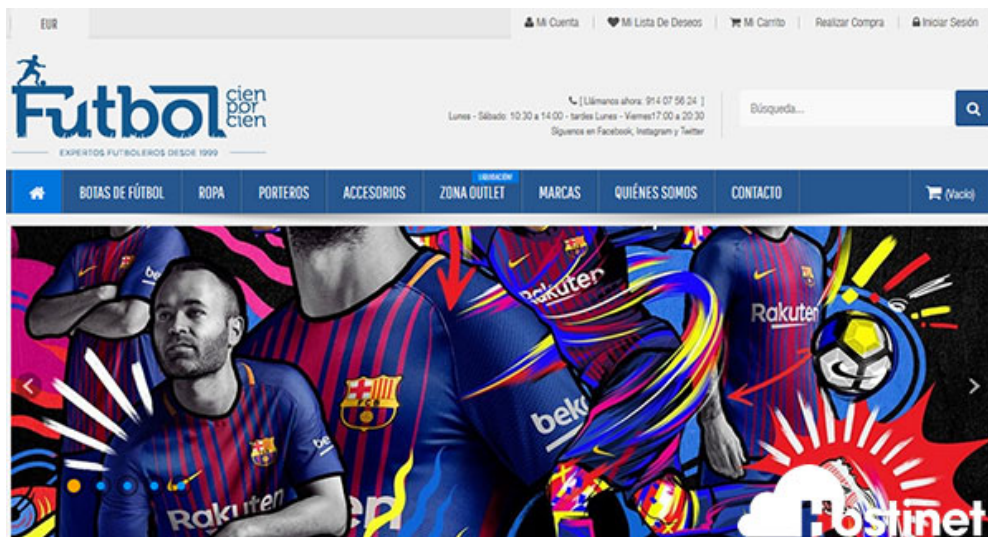 EUR
Mi Cuenta
Mi Lista De Deseos
Mi Carrito
Realizar Compra
Iniciar Sesión
Futbol
cien
por
cien
EXPERTOS FUTBOLEROS DESDE 1999
[ Llámanos ahora: 914 07 56 24 ]
Lunes - Sábado: 10:30 a 14:00 - tardes Lunes - Viernes17:00 a 20:30
Síguenos en Facebook, Instagram y Twitter
Búsqueda...
LIQUIDACIÓN!
BOTAS DE FÚTBOL
ROPA
PORTEROS
ACCESORIOS
ZONA OUTLET
MARCAS
QUIÉNES SOMOS
CONTACTO
(Vacío)
Rakuten
Rakuten
beko
FCB
Rakuten
Hostinet